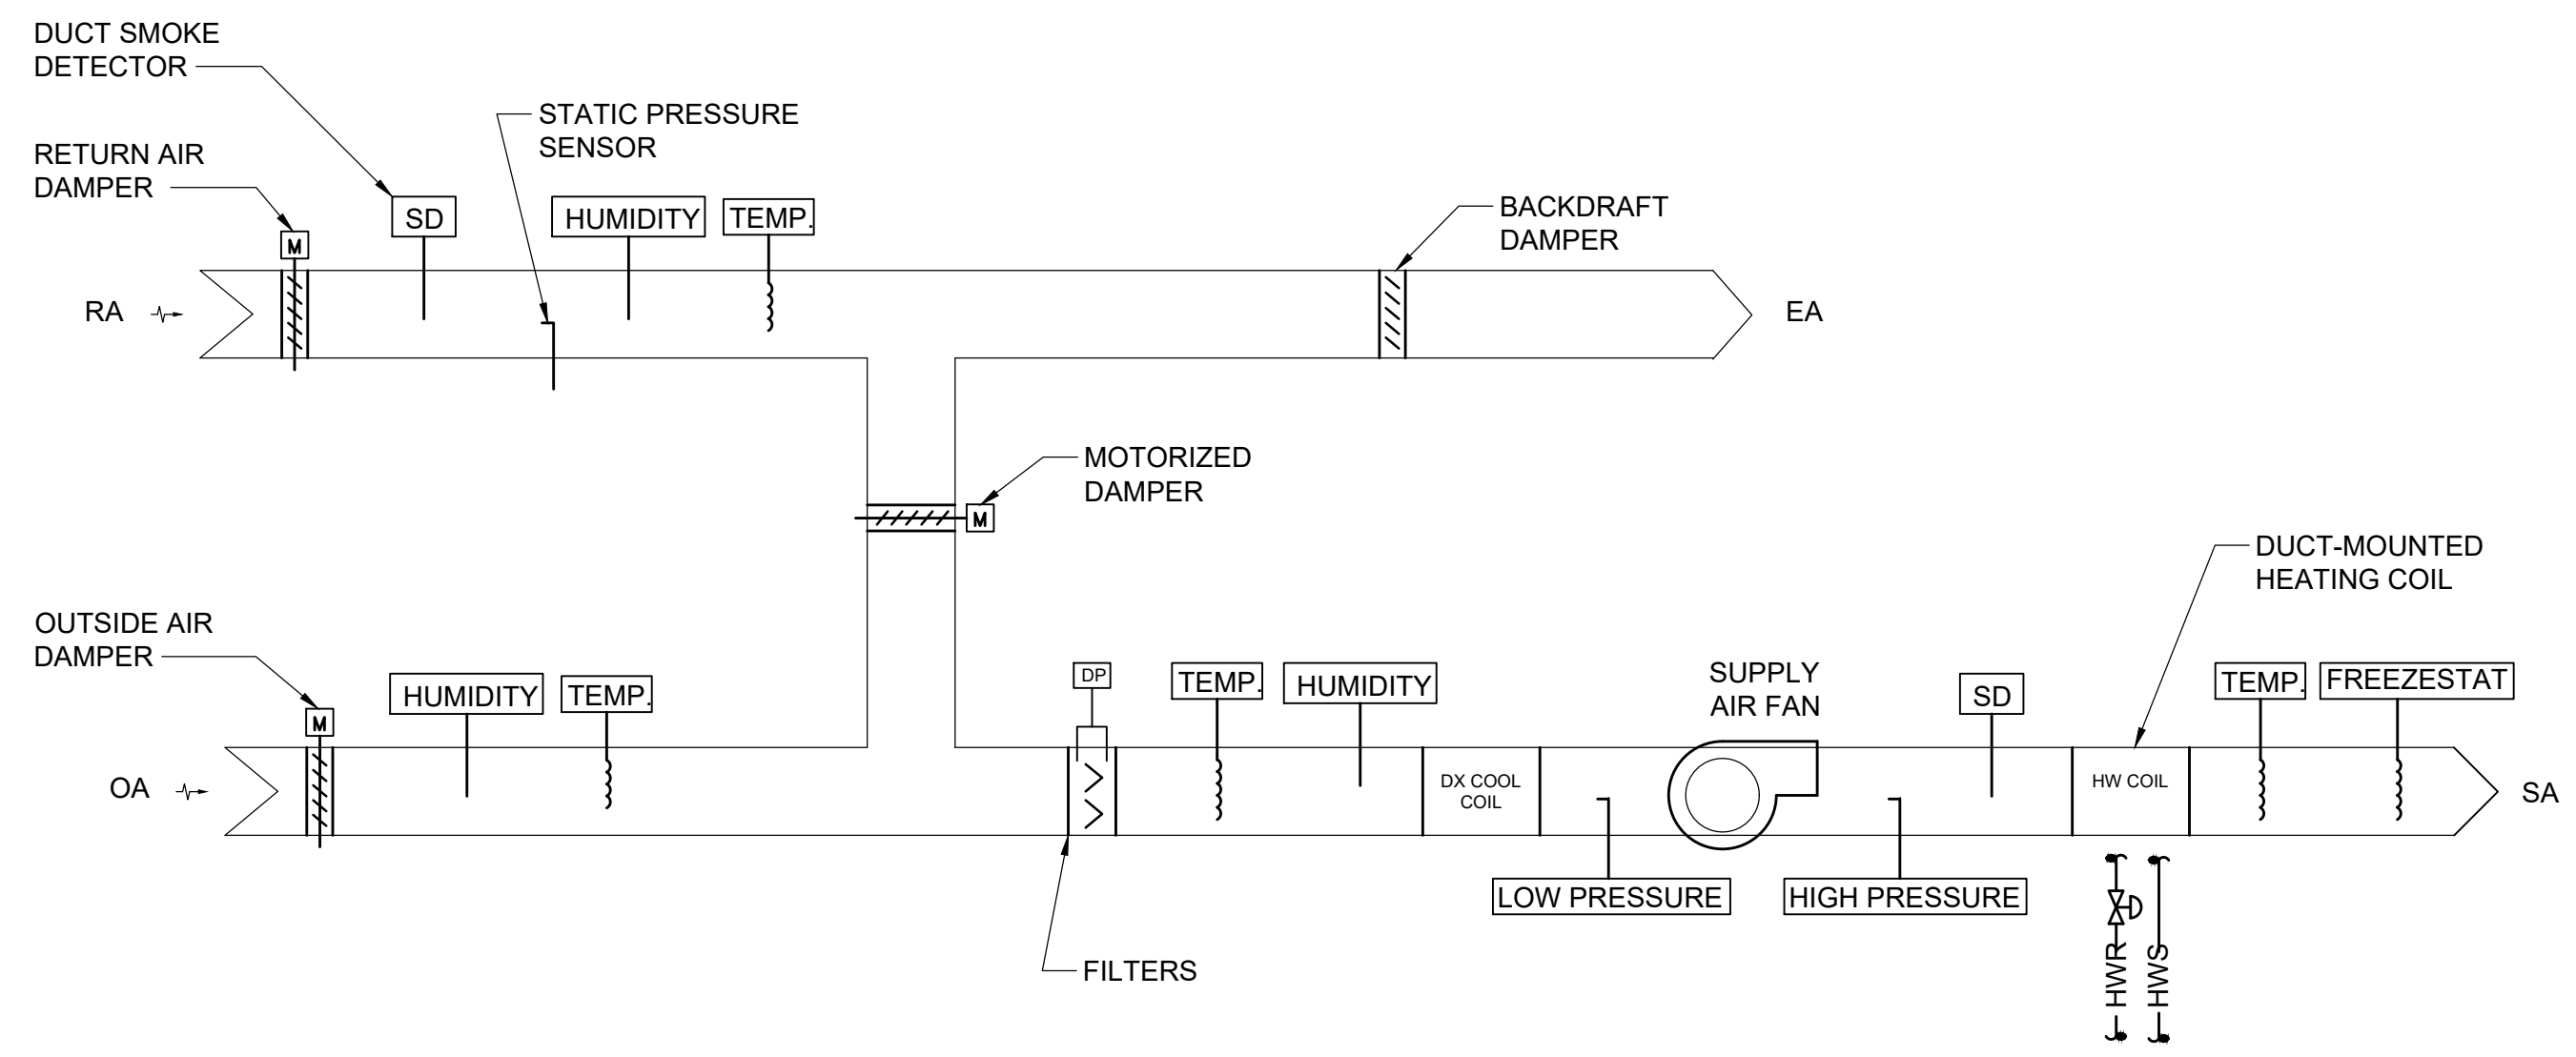 DUCT SMOKE
DETECTOR
STATIC PRESSURE
SENSOR
RETURN AIR
DAMPER
SD
HUMIDITY
TEMP.
BACKDRAFT
DAMPER
M
RA
EA
MOTORIZED
DAMPER
M
DUCT-MOUNTED
HEATING COIL
OUTSIDE AIR
DAMPER
HUMIDITY
TEMP.
DP
TEMP.
HUMIDITY
SUPPLY
AIR FAN
SD
TEMP.
FREEZESTAT
M
OA
DX COOL
COIL
HW COIL
SA
LOW PRESSURE
HIGH PRESSURE
FILTERS
HWR
HWS